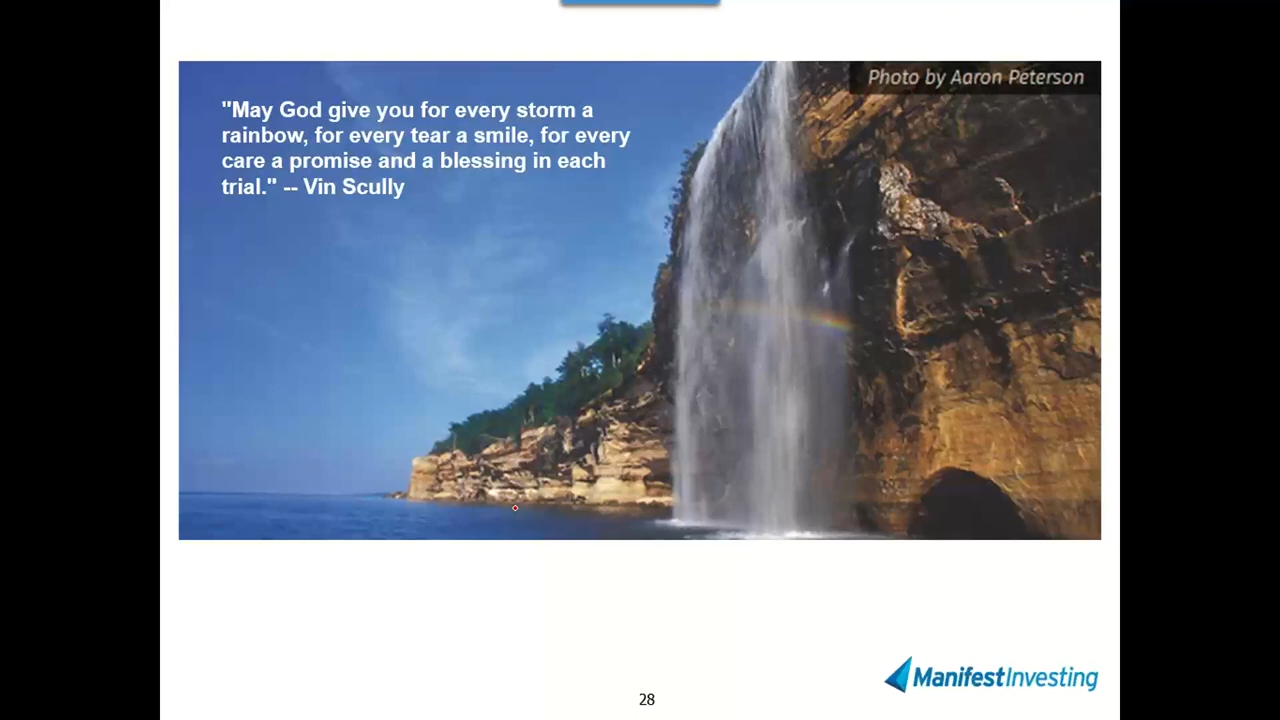 Photo by Aaron Peterson
"May God give you for every storm a
rainbow, for every tear a smile, for every
care a promise and a blessing in each
trial." -- Vin Scully
ManifestInvesting
28